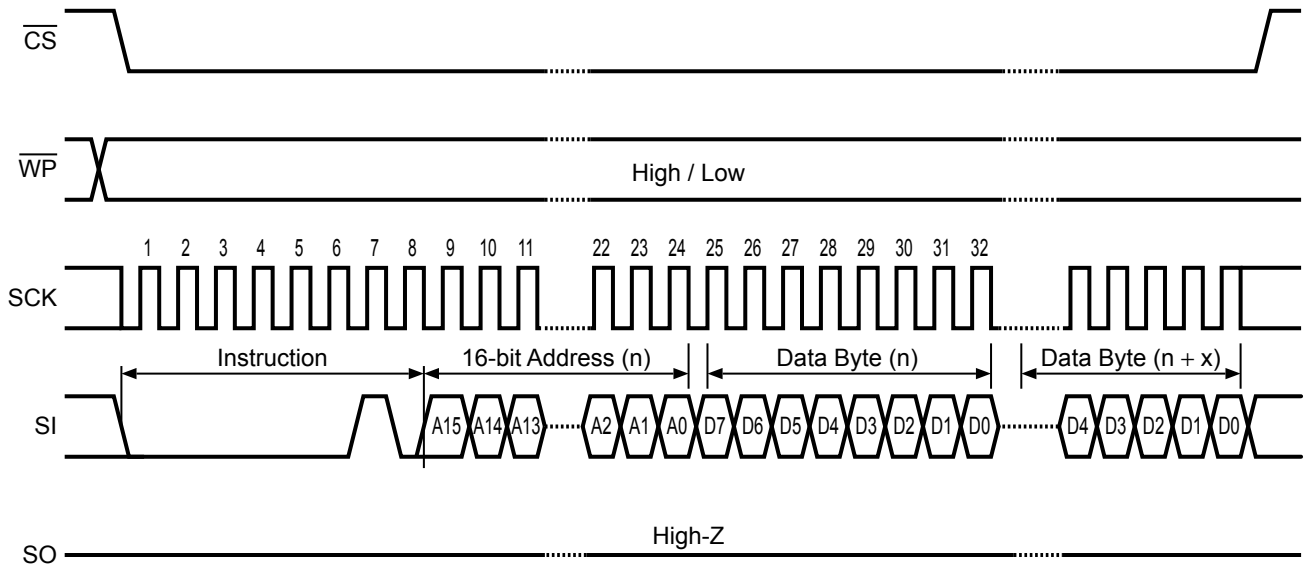 CS
WP
High / Low
1 2 3 4 5 6 7 8 9 10 11 22 23 24 25 26 27 28 29 30 31 32
SCK
Instruction 16-bit Address (n) Data Byte (n) Data Byte (n + x)
SI A15 A14 A13 A2 A1 A0 D7 D6 D5 D4 D3 D2 D1 D0 D4 D3 D2 D1 D0
High-Z
SO